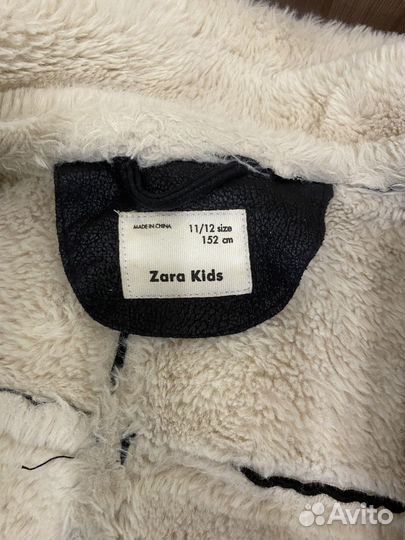 MADE IN CHINA
11/12 size
152 cm
Zara Kids
Avito